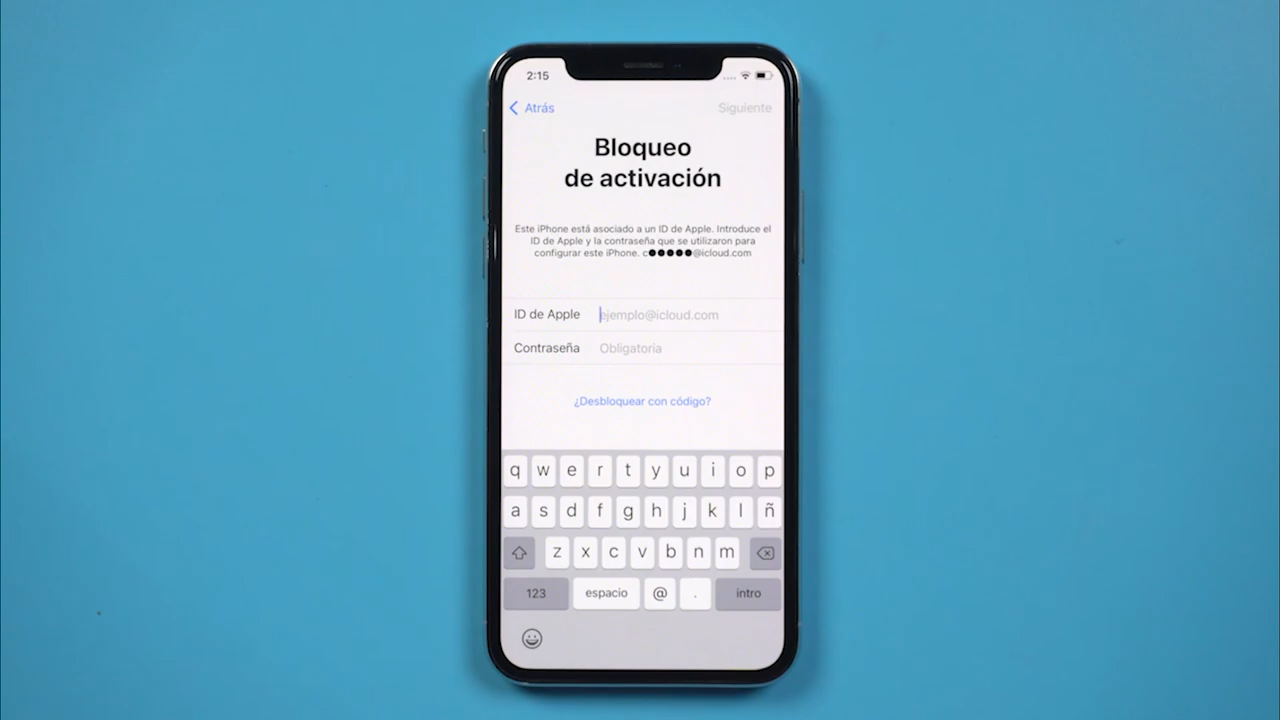 2:15
Atrás
Siguiente
Bloqueo
de activación
Este iPhone está asociado a un ID de Apple. Introduce el
ID de Apple y la contraseña que se utilizaron para
configurar este iPhone. c●●●●●@icloud.com
ID de Apple ejemplo@icloud.com
Contraseña Obligatoria
¿Desbloquear con código?
q w e r t y u i o p
a s d f g h j k l ñ
z x c v b n m
123 espacio @ . intro